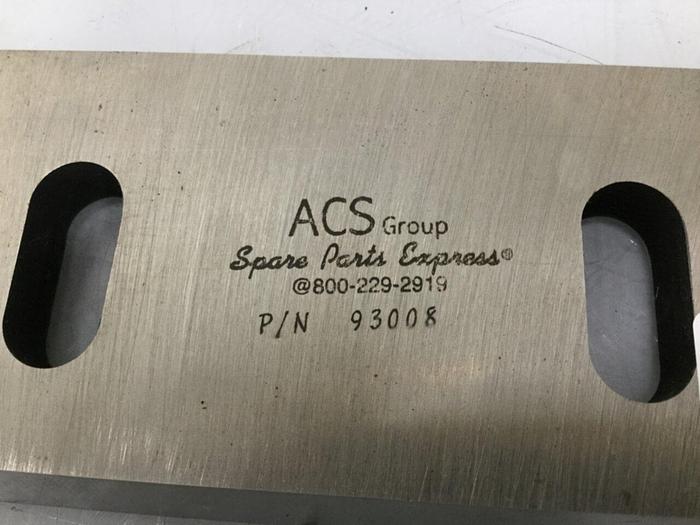 ACS Group
Spare Parts Express®
@800-229-2919
P/N 93008